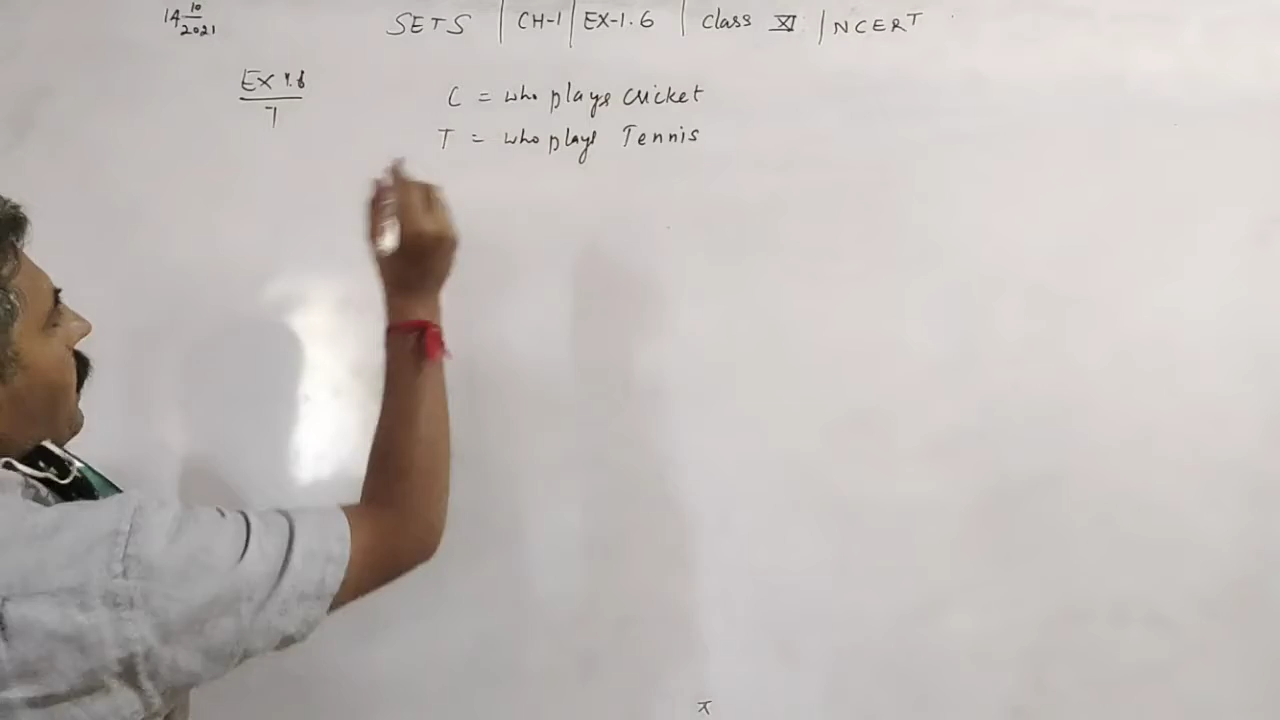 14 10/2021
SETS | CH-1 | EX-1.6 | Class XI | NCERT
Ex 1.6
7
C = who plays Cricket
T = who plays Tennis